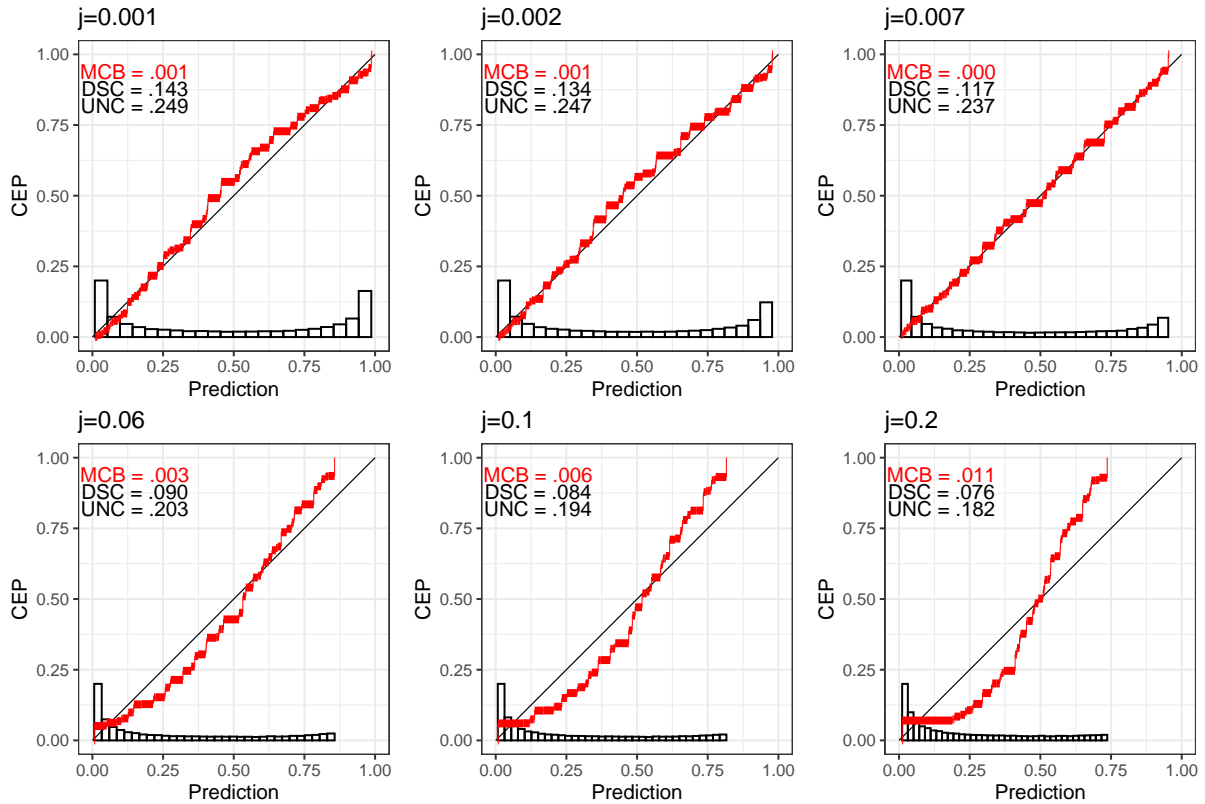 j=0.001
j=0.002
j=0.007
MCB = .001
DSC = .143
UNC = .249
1.00
0.75
0.50
0.25
0.00
CEP
0.00 0.25 0.50 0.75 1.00
Prediction
MCB = .001
DSC = .134
UNC = .247
1.00
0.75
0.50
0.25
0.00
CEP
0.00 0.25 0.50 0.75 1.00
Prediction
MCB = .000
DSC = .117
UNC = .237
1.00
0.75
0.50
0.25
0.00
CEP
0.00 0.25 0.50 0.75 1.00
Prediction
j=0.06
j=0.1
j=0.2
MCB = .003
DSC = .090
UNC = .203
1.00
0.75
0.50
0.25
0.00
CEP
0.00 0.25 0.50 0.75 1.00
Prediction
MCB = .006
DSC = .084
UNC = .194
1.00
0.75
0.50
0.25
0.00
CEP
0.00 0.25 0.50 0.75 1.00
Prediction
MCB = .011
DSC = .076
UNC = .182
1.00
0.75
0.50
0.25
0.00
CEP
0.00 0.25 0.50 0.75 1.00
Prediction